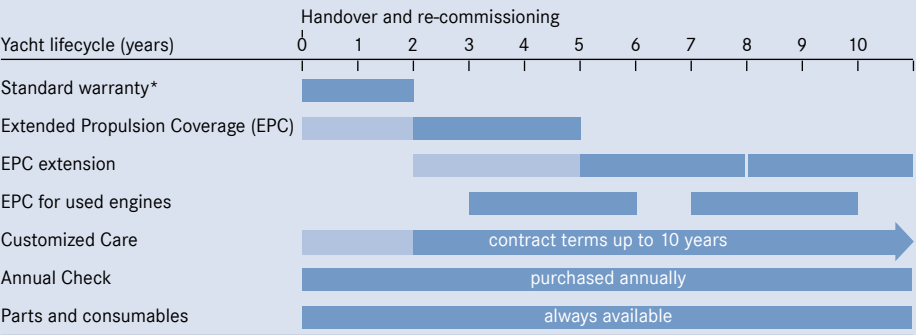 Handover and re-commissioning
Yacht lifecycle (years) 0 1 2 3 4 5 6 7 8 9 10
Standard warranty*
Extended Propulsion Coverage (EPC)
EPC extension
EPC for used engines
Customized Care contract terms up to 10 years
Annual Check purchased annually
Parts and consumables always available